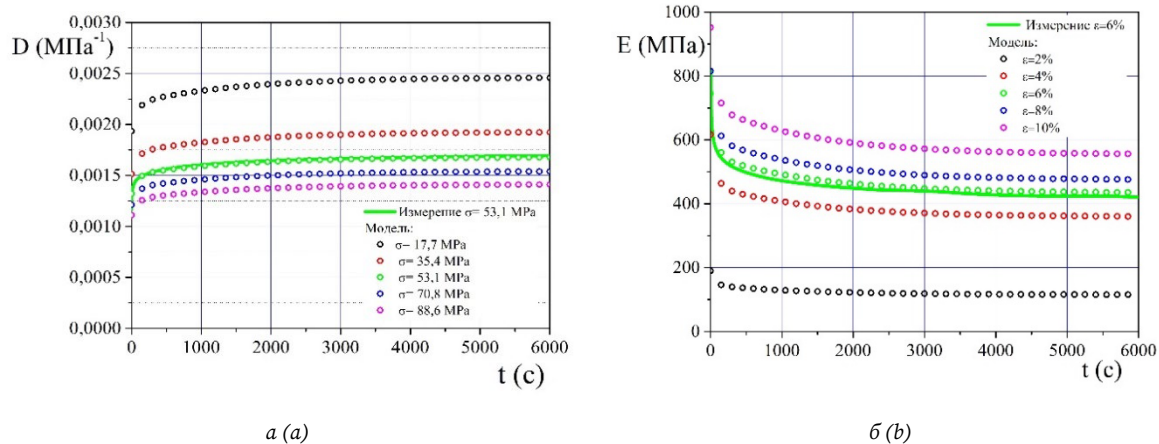 D (МПа⁻¹)
0,0030
0,0025
0,0020
0,0015
0,0010
0,0005
0,0000
Измерение σ= 53,1 MPa
Модель:
σ= 17,7 MPa
σ= 35,4 MPa
σ= 53,1 MPa
σ= 70,8 MPa
σ= 88,6 MPa
0 1000 2000 3000 4000 5000 6000
t (с)
а (a)
E (МПа)
1000
800
600
400
200
0
Измерение ε=6%
Модель:
ε=2%
ε=4%
ε=6%
ε=8%
ε=10%
0 1000 2000 3000 4000 5000 6000
t (с)
б (b)